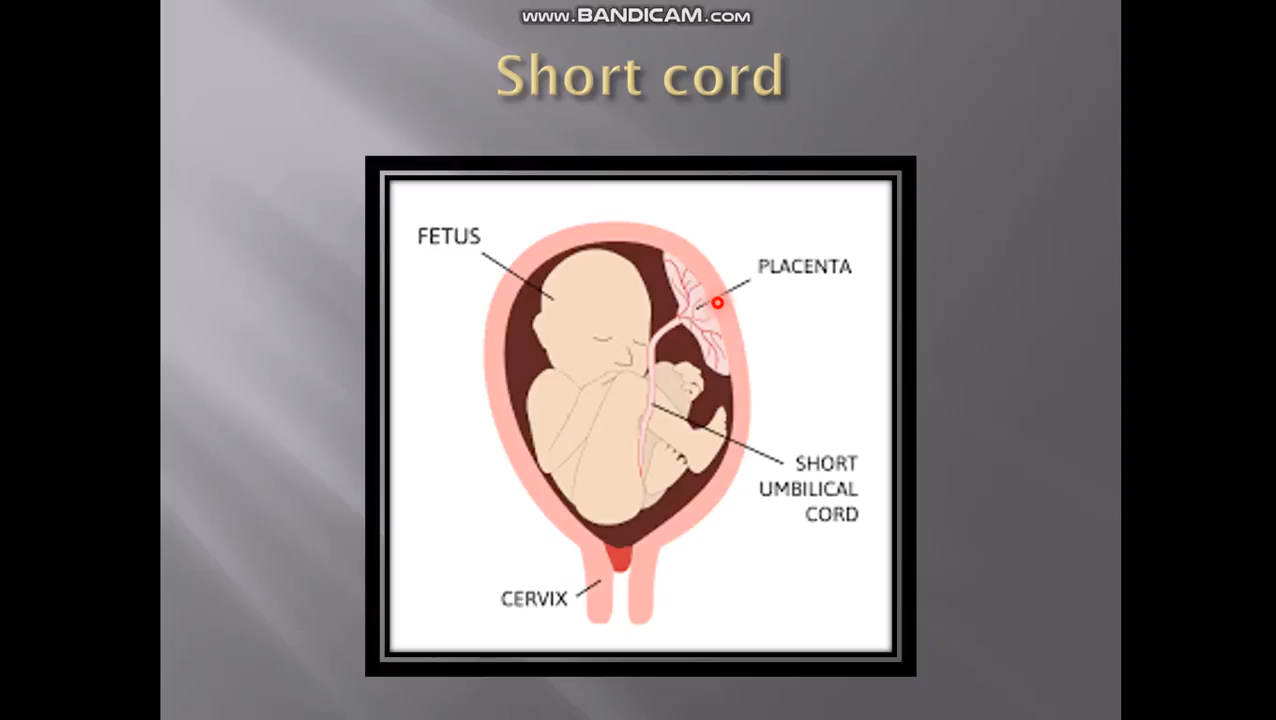 www.BANDICAM.com
Short cord
FETUS
PLACENTA
SHORT
UMBILICAL
CORD
CERVIX